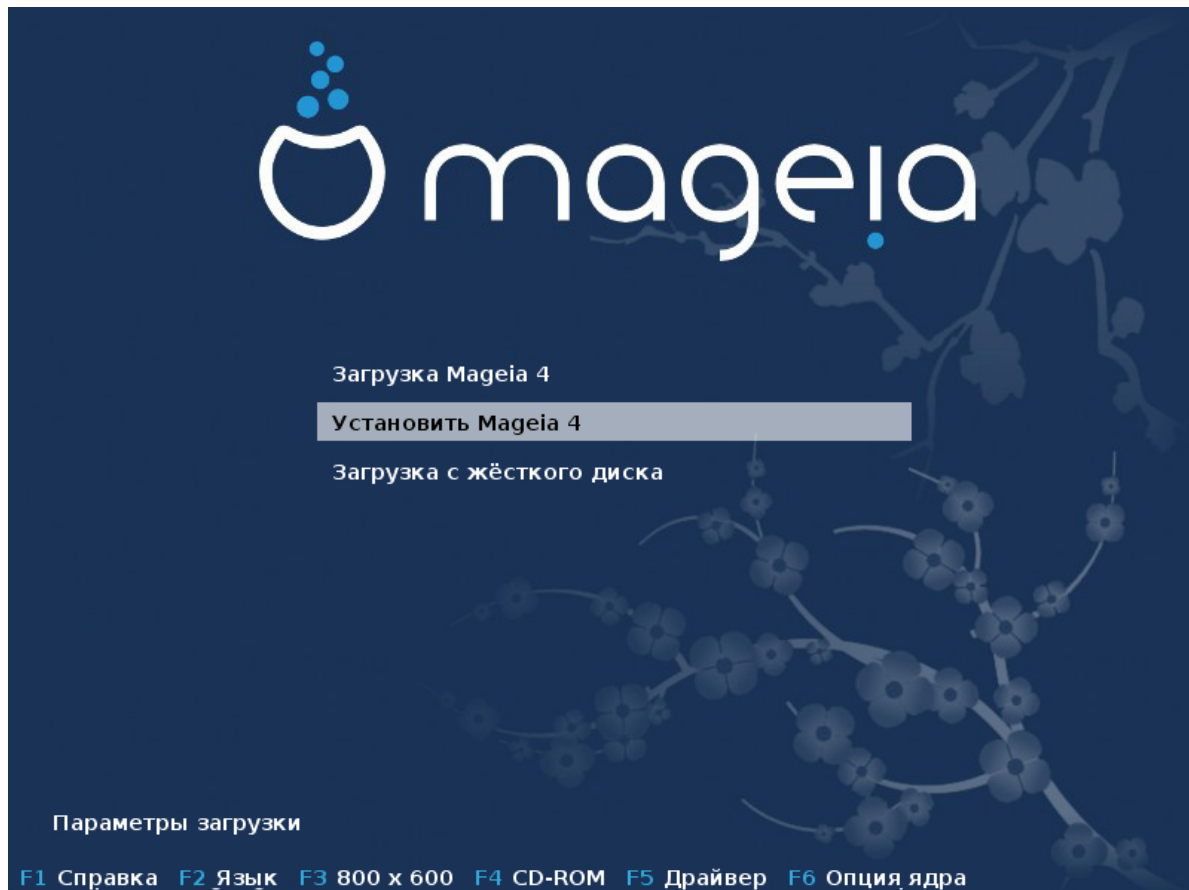 mageia
Загрузка Mageia 4
Установить Mageia 4
Загрузка с жёсткого диска
Параметры загрузки
F1 Справка F2 Язык F3 800 x 600 F4 CD-ROM F5 Драйвер F6 Опция ядра